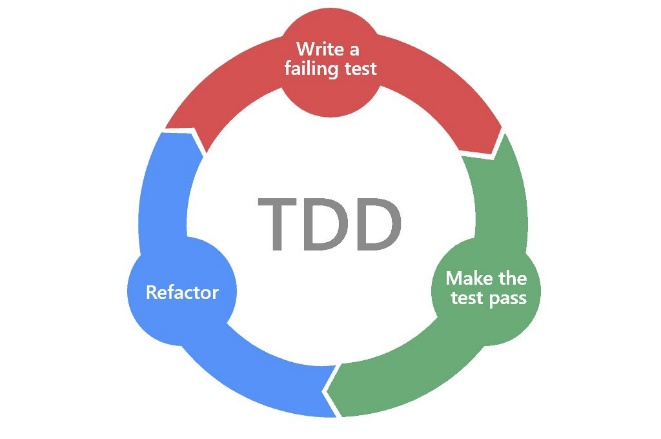 Write a
failing test
TDD
Make the
test pass
Refactor